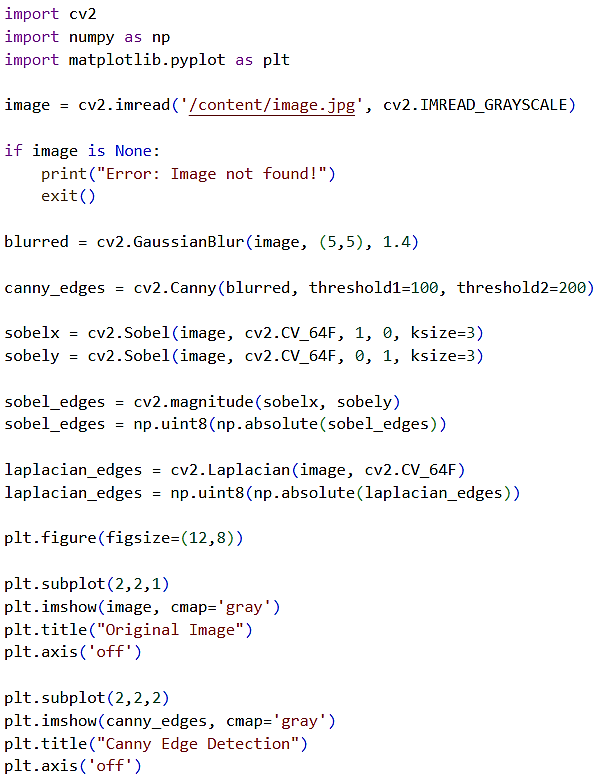 import cv2
import numpy as np
import matplotlib.pyplot as plt

image = cv2.imread('/content/image.jpg', cv2.IMREAD_GRAYSCALE)

if image is None:
    print("Error: Image not found!")
    exit()

blurred = cv2.GaussianBlur(image, (5,5), 1.4)

canny_edges = cv2.Canny(blurred, threshold1=100, threshold2=200)

sobelx = cv2.Sobel(image, cv2.CV_64F, 1, 0, ksize=3)
sobely = cv2.Sobel(image, cv2.CV_64F, 0, 1, ksize=3)

sobel_edges = cv2.magnitude(sobelx, sobely)
sobel_edges = np.uint8(np.absolute(sobel_edges))

laplacian_edges = cv2.Laplacian(image, cv2.CV_64F)
laplacian_edges = np.uint8(np.absolute(laplacian_edges))

plt.figure(figsize=(12,8))

plt.subplot(2,2,1)
plt.imshow(image, cmap='gray')
plt.title("Original Image")
plt.axis('off')

plt.subplot(2,2,2)
plt.imshow(canny_edges, cmap='gray')
plt.title("Canny Edge Detection")
plt.axis('off')